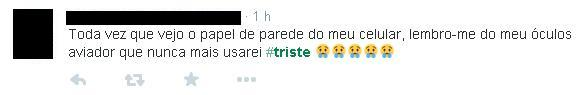 · 1 h
Toda vez que vejo o papel de parede do meu celular, lembro-me do meu óculos
aviador que nunca mais usarei #triste 😢😢😢😢😢